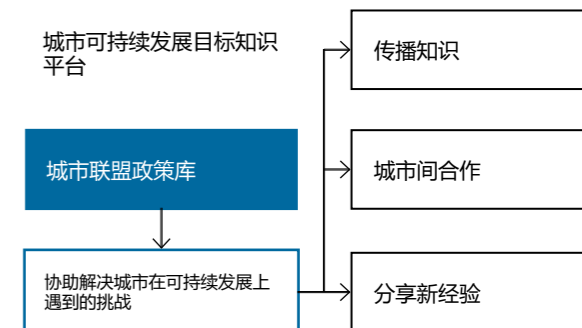 城市可持续发展目标知识
平台
城市联盟政策库
协助解决城市在可持续发展上
遇到的挑战
传播知识
城市间合作
分享新经验